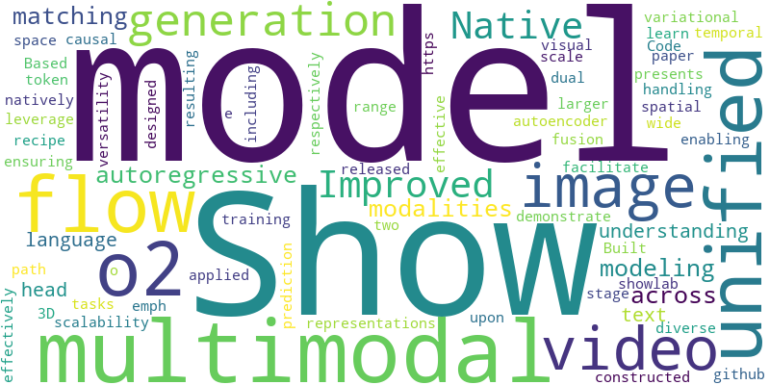 matching
generation
Native
variational
space
causal
model
visual
learn
temporal
Based
scale
Code
paper
token
dual
presents
natively
handling
leverage
versatility
designed
resulting
e
including
respectively
range
https
effective
larger
spatial
recipe
autoencoder
wide
ensuring
fusion
enabling
released
facilitate
unified
autoregressive
Improved
image
flow
modalities
Show
training
two
demonstrate
understanding
language
Built
o2
path
o
applied
prediction
modeling
head
upon
stage
showlab
across
effectively
tasks
emph
3D
scalability
representations
text
diverse
multimodal
video
constructed
github